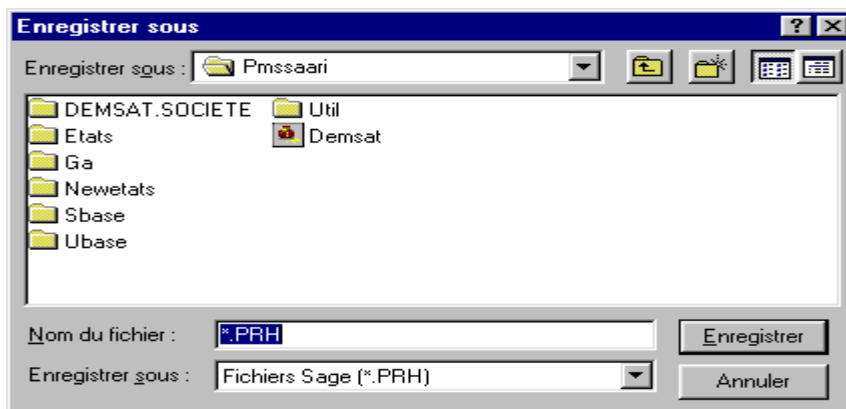 Enregistrer sous
Enregistrer sous : Pmssaari
DEMSAT.SOCIETE Util
Etats Demsat
Ga
Newetats
Sbase
Ubase
Nom du fichier : *.PRH Enregistrer
Enregistrer sous : Fichiers Sage (*.PRH) Annuler